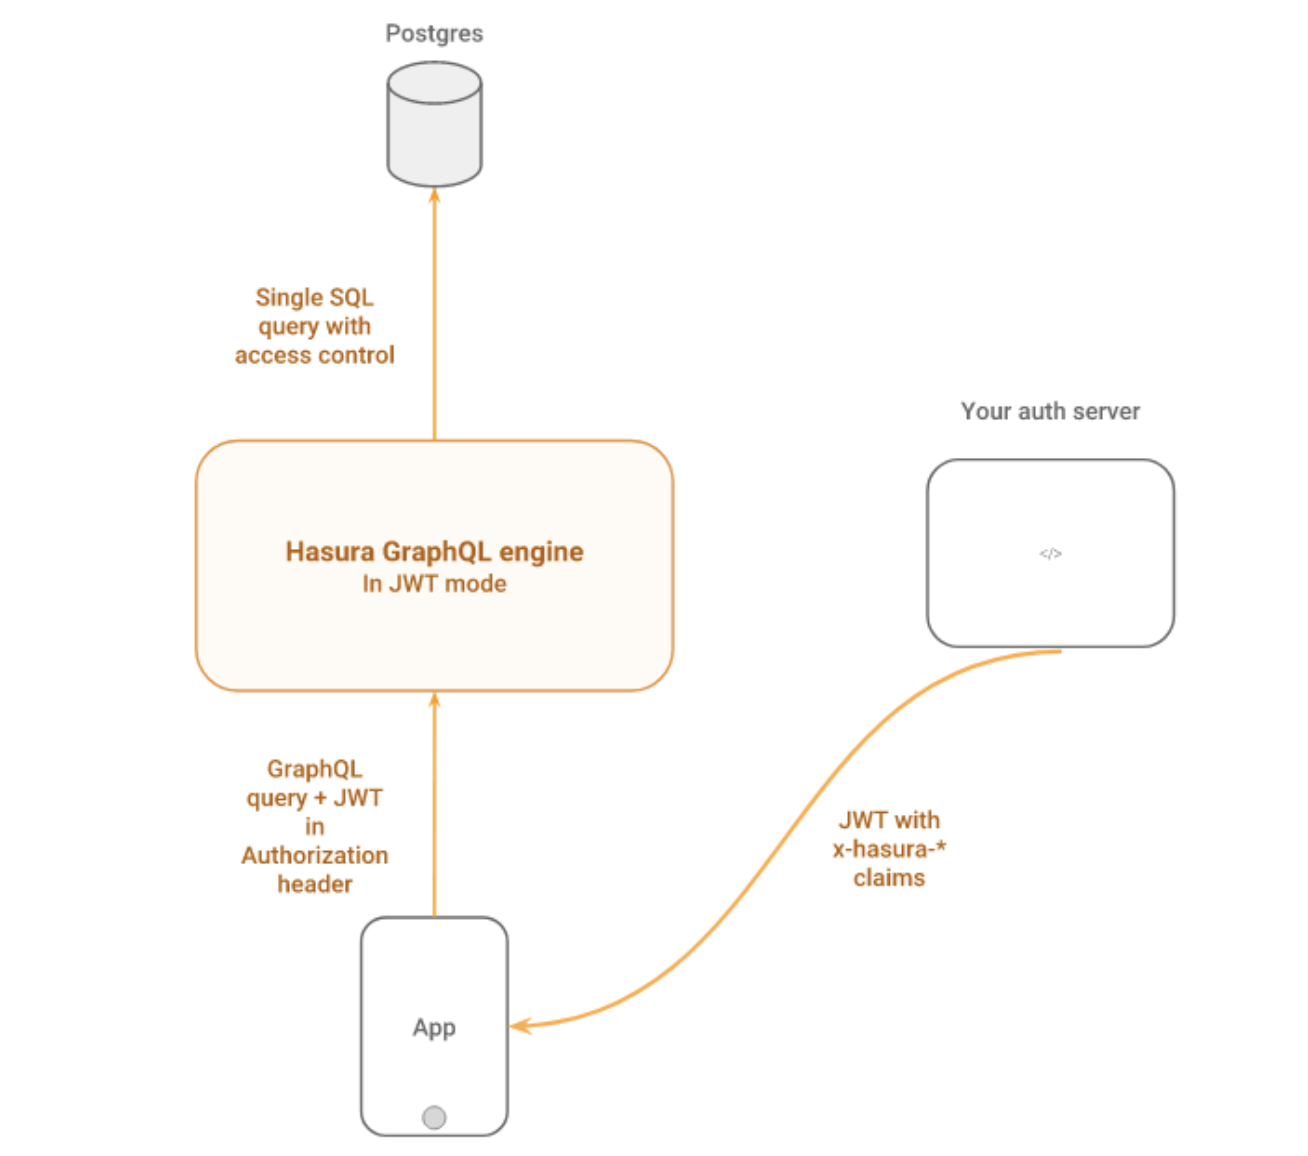 Postgres
Single SQL
query with
access control
Your auth server
Hasura GraphQL engine
In JWT mode
</>
GraphQL
query + JWT
in
Authorization
header
JWT with
x-hasura-*
claims
App